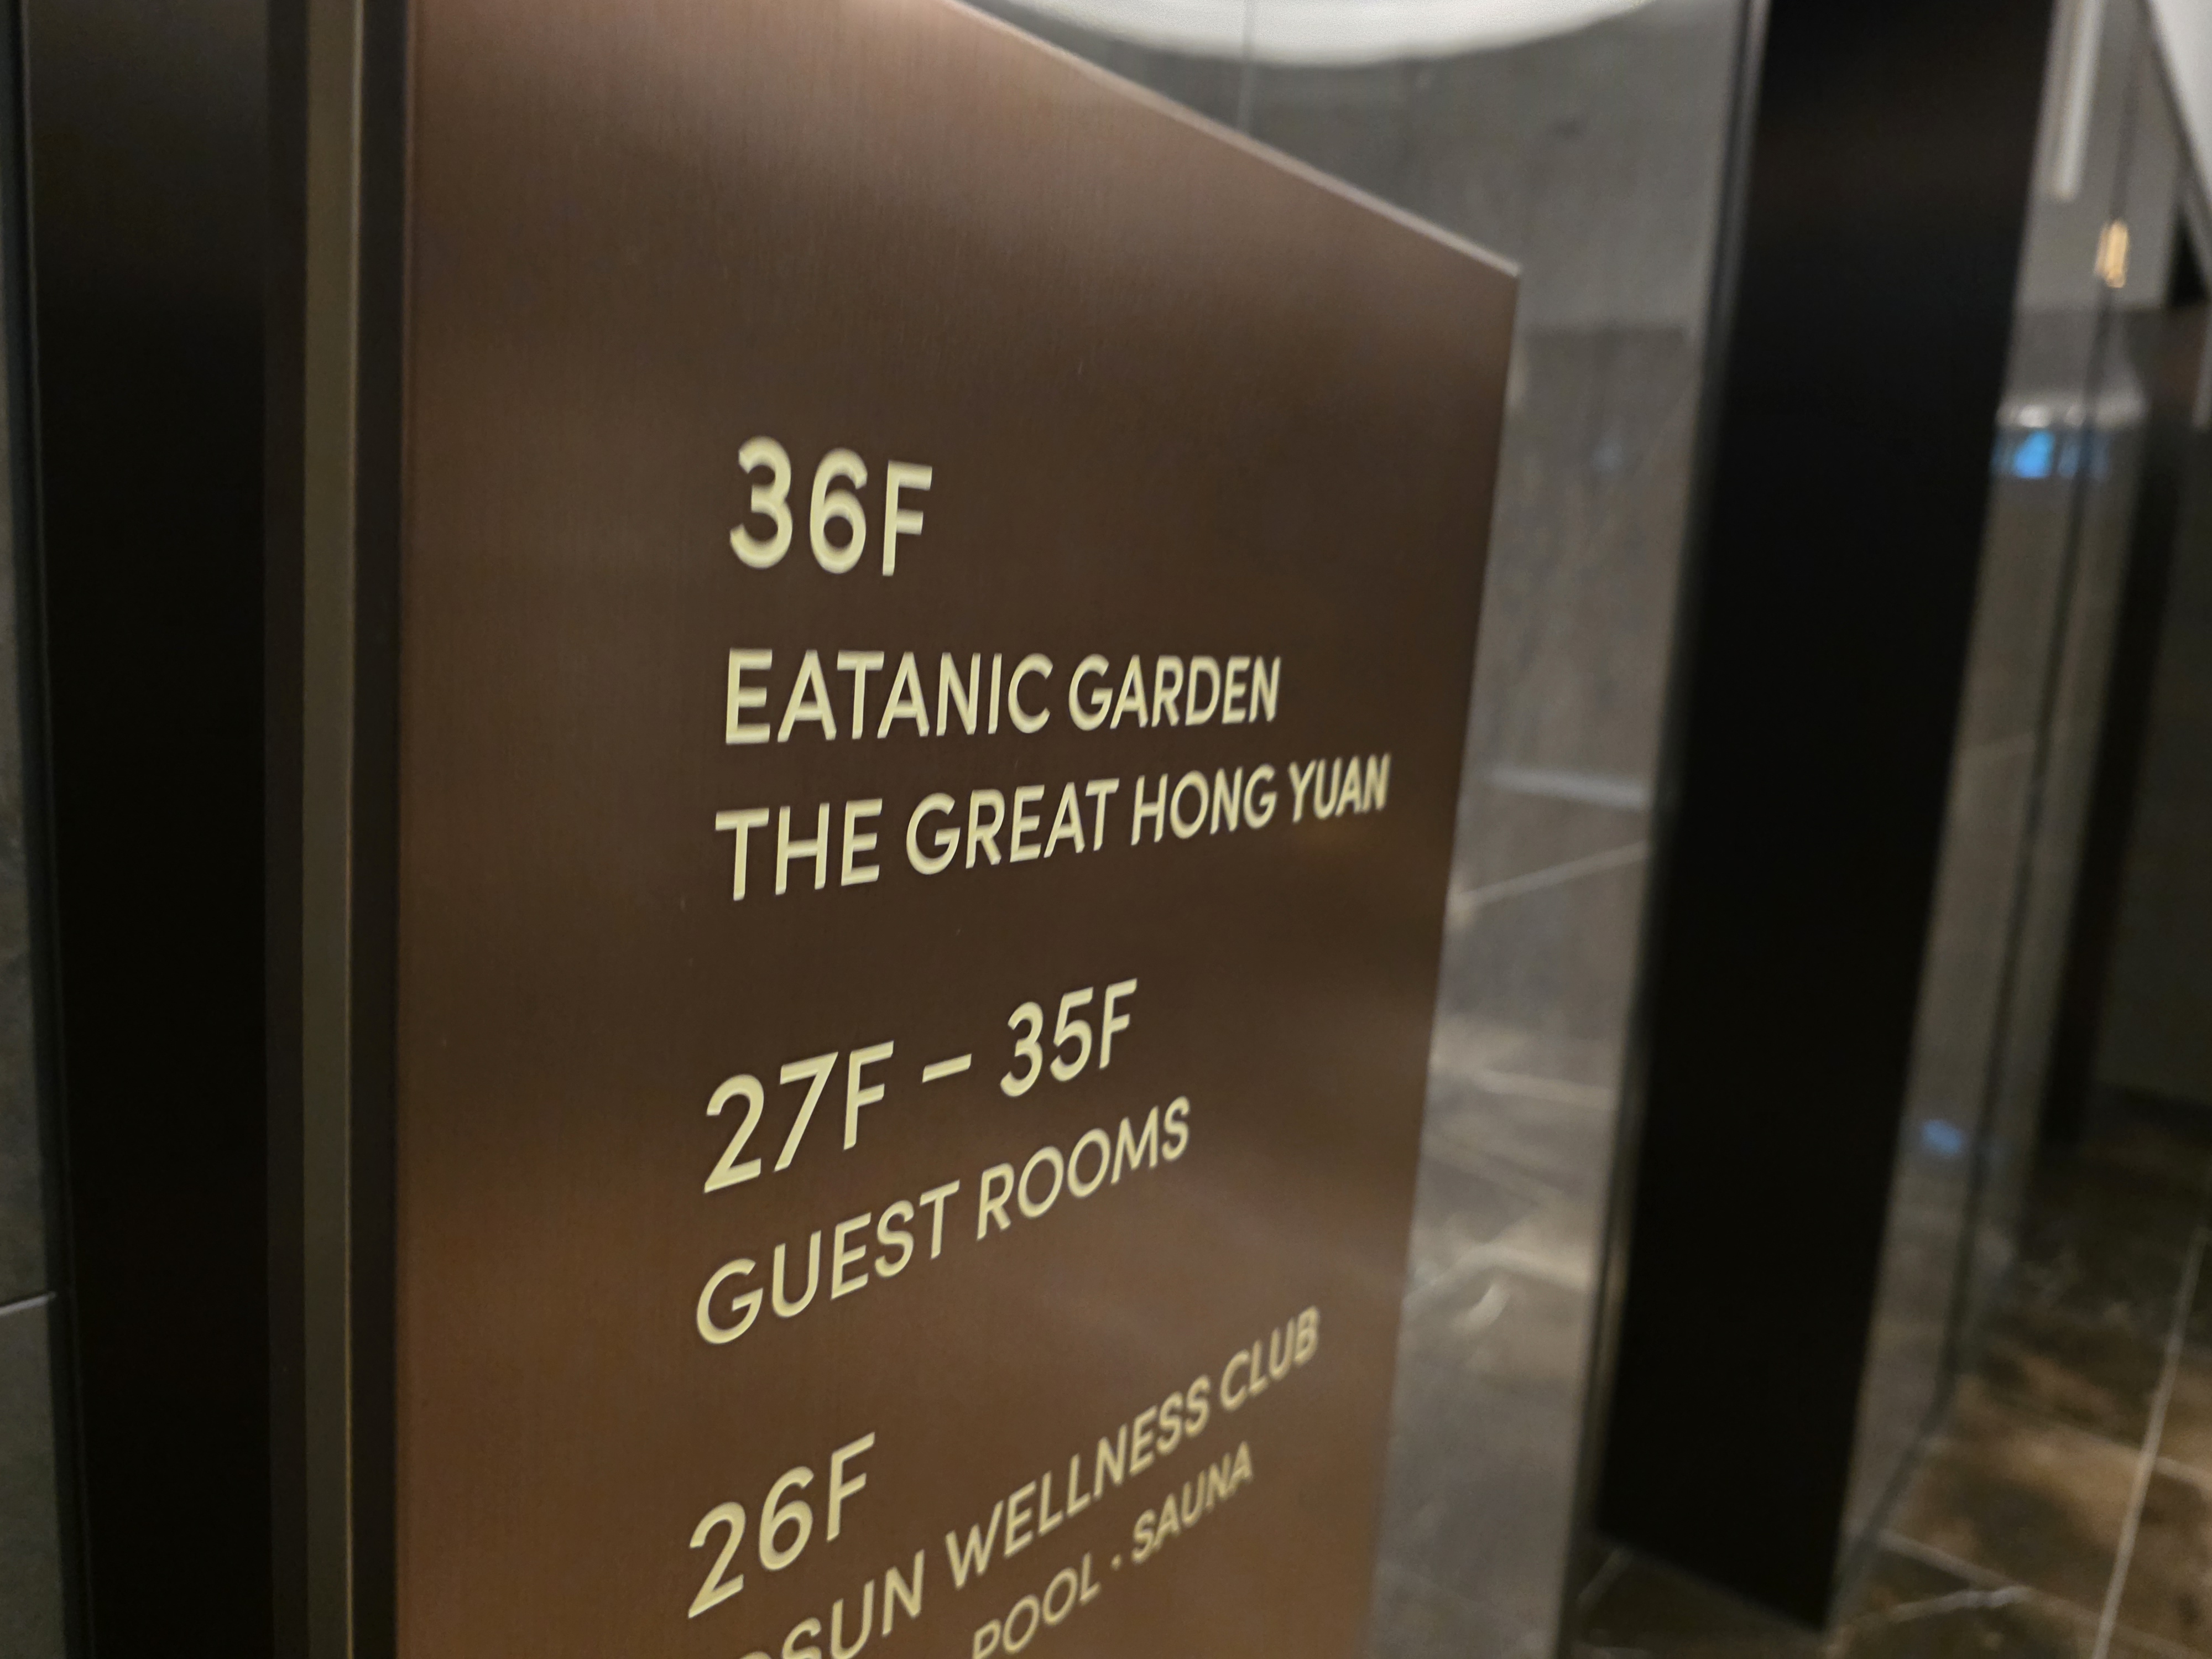 36F
EATANIC GARDEN
THE GREAT HONG YUAN
27F – 35F
GUEST ROOMS
26F
WELLNESS CLUB
POOL · SAUNA